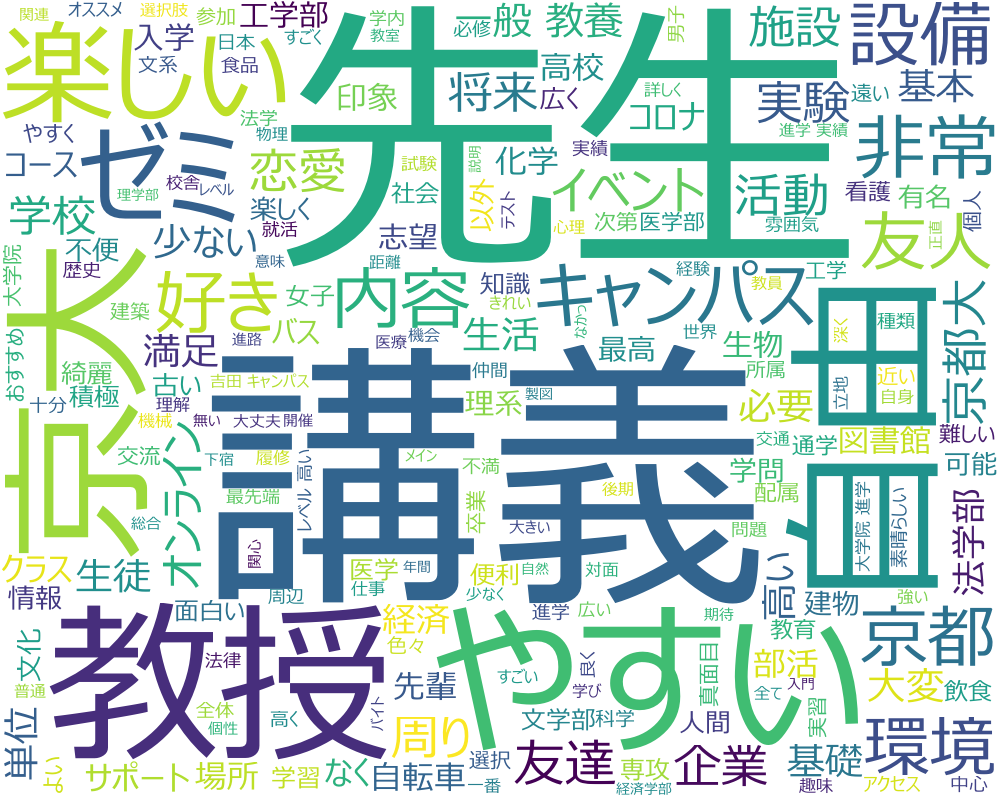 関連
オススメ
選択肢
参加
工学部
学内
教室
必修
一般
教養
男子
施設
設備
楽しい
入学
日本
すごく
文系
食品
先生
印象
将来
高校
広く
詳しく
コロナ
実験
遠い
基本
やすく
法学
コース
ゼミ
物理
恋愛
試験
説明
実績
化学
進学
実績
非常
理学部
校舎
レベル
社会
以外
テスト
イベント
活動
看護
有名
個人
学校
楽しく
就活
次第
医学部
雰囲気
友人
正直
不便
少ない
志望
心理
大学院
歴史
意味
距離
知識
キャンパス
経験
工学
教員
京大
建築
好き
女子
内容
きれい
なかっ
世界
自由
深く
種類
京都大
おすすめ
綺麗
満足
バス
進路
医療
機会
生活
最高
生物
所属
立地
近い
自身
積極
古い
吉田 キャンパス
仲間
十分
理解
機械
無い
大丈夫
開催
理系
製図
必要
交通
通学
図書館
難しい
交流
オンライン
下宿
履修
レベル 高い
メイン
不満
学問
可能
最先端
卒業
後期
配属
大学院 進学
素晴らしい
総合
講義
大きい
問題
法学部
関心
クラス
生徒
医学
年間
便利
自然
対面
情報
周辺
仕事
少なく
高い
強い
面白い
経済
進学
広い
期待
建物
文化
教授
法律
色々
やすい
教育
京都
普通
先輩
すごい
良く
真面目
部活
全て
入門
大変
飲食
単位
全体
個性
高く
バイト
周り
文学部
科学
学び
人間
実習
環境
よい
サポート
場所
学習
なく
自転車
選択
一番
友達
専攻
経済学部
企業
基礎
趣味
アクセス
中心